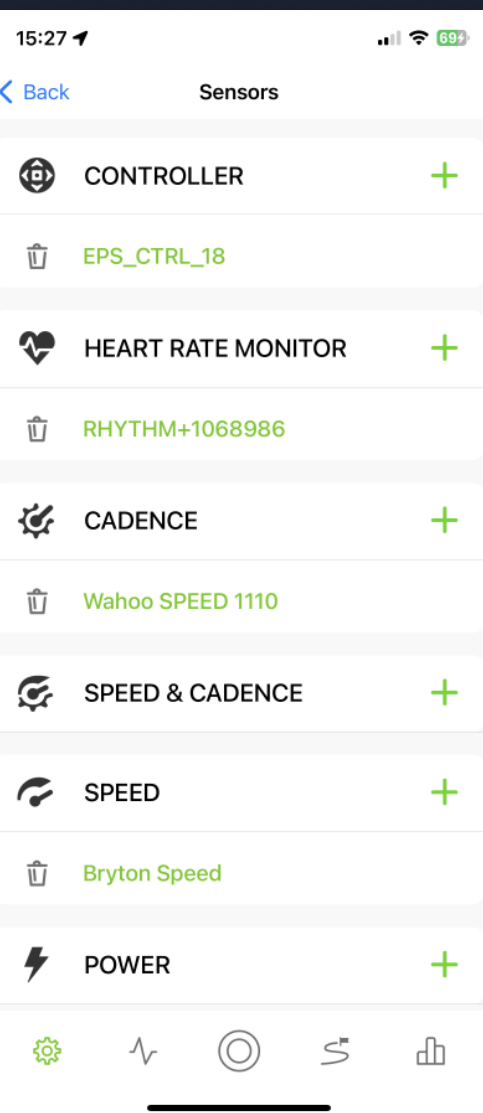 15:27
69
Back
Sensors
CONTROLLER
EPS_CTRL_18
HEART RATE MONITOR
RHYTHM+1068986
CADENCE
Wahoo SPEED 1110
SPEED & CADENCE
SPEED
Bryton Speed
POWER